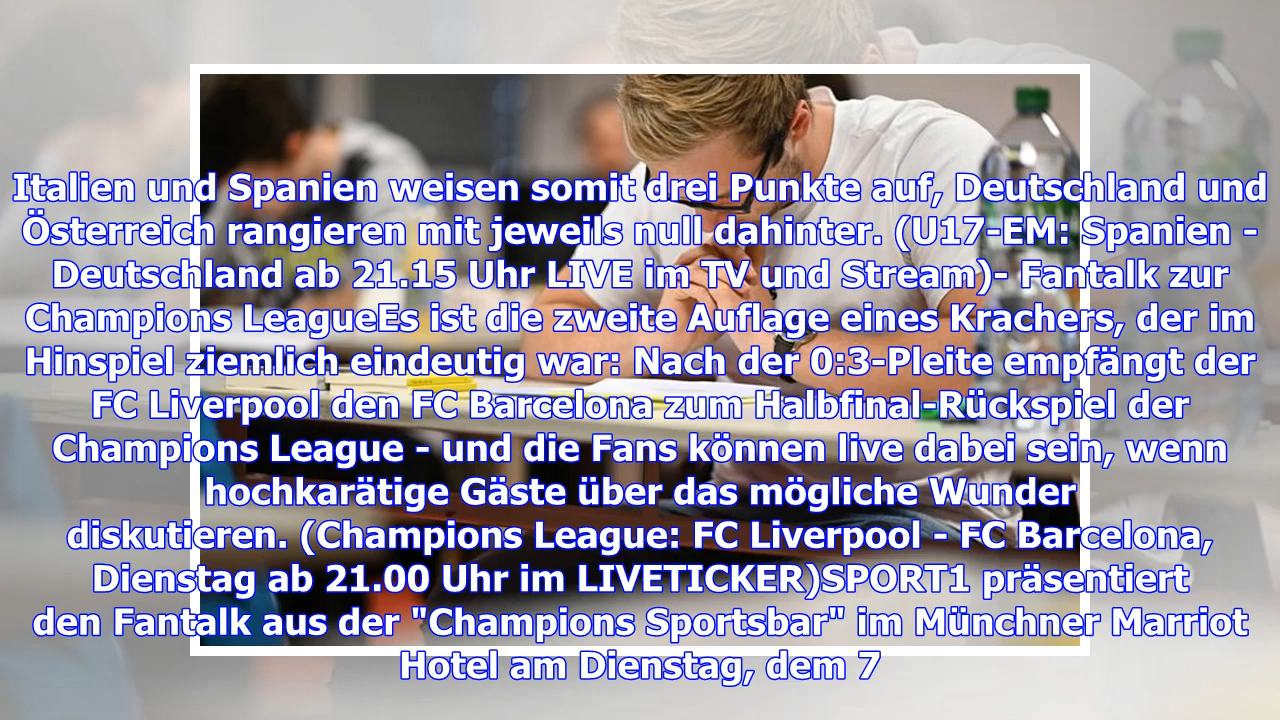 Italien und Spanien weisen somit drei Punkte auf, Deutschland und
Österreich rangieren mit jeweils null dahinter. (U17-EM: Spanien -
Deutschland ab 21.15 Uhr LIVE im TV und Stream)- Fantalk zur
Champions LeagueEs ist die zweite Auflage eines Krachers, der im
Hinspiel ziemlich eindeutig war: Nach der 0:3-Pleite empfängt der
FC Liverpool den FC Barcelona zum Halbfinal-Rückspiel der
Champions League - und die Fans können live dabei sein, wenn
hochkarätige Gäste über das mögliche Wunder
diskutieren. (Champions League: FC Liverpool - FC Barcelona,
Dienstag ab 21.00 Uhr im LIVETICKER)SPORT1 präsentiert
den Fantalk aus der "Champions Sportsbar" im Münchner Marriot
Hotel am Dienstag, dem 7